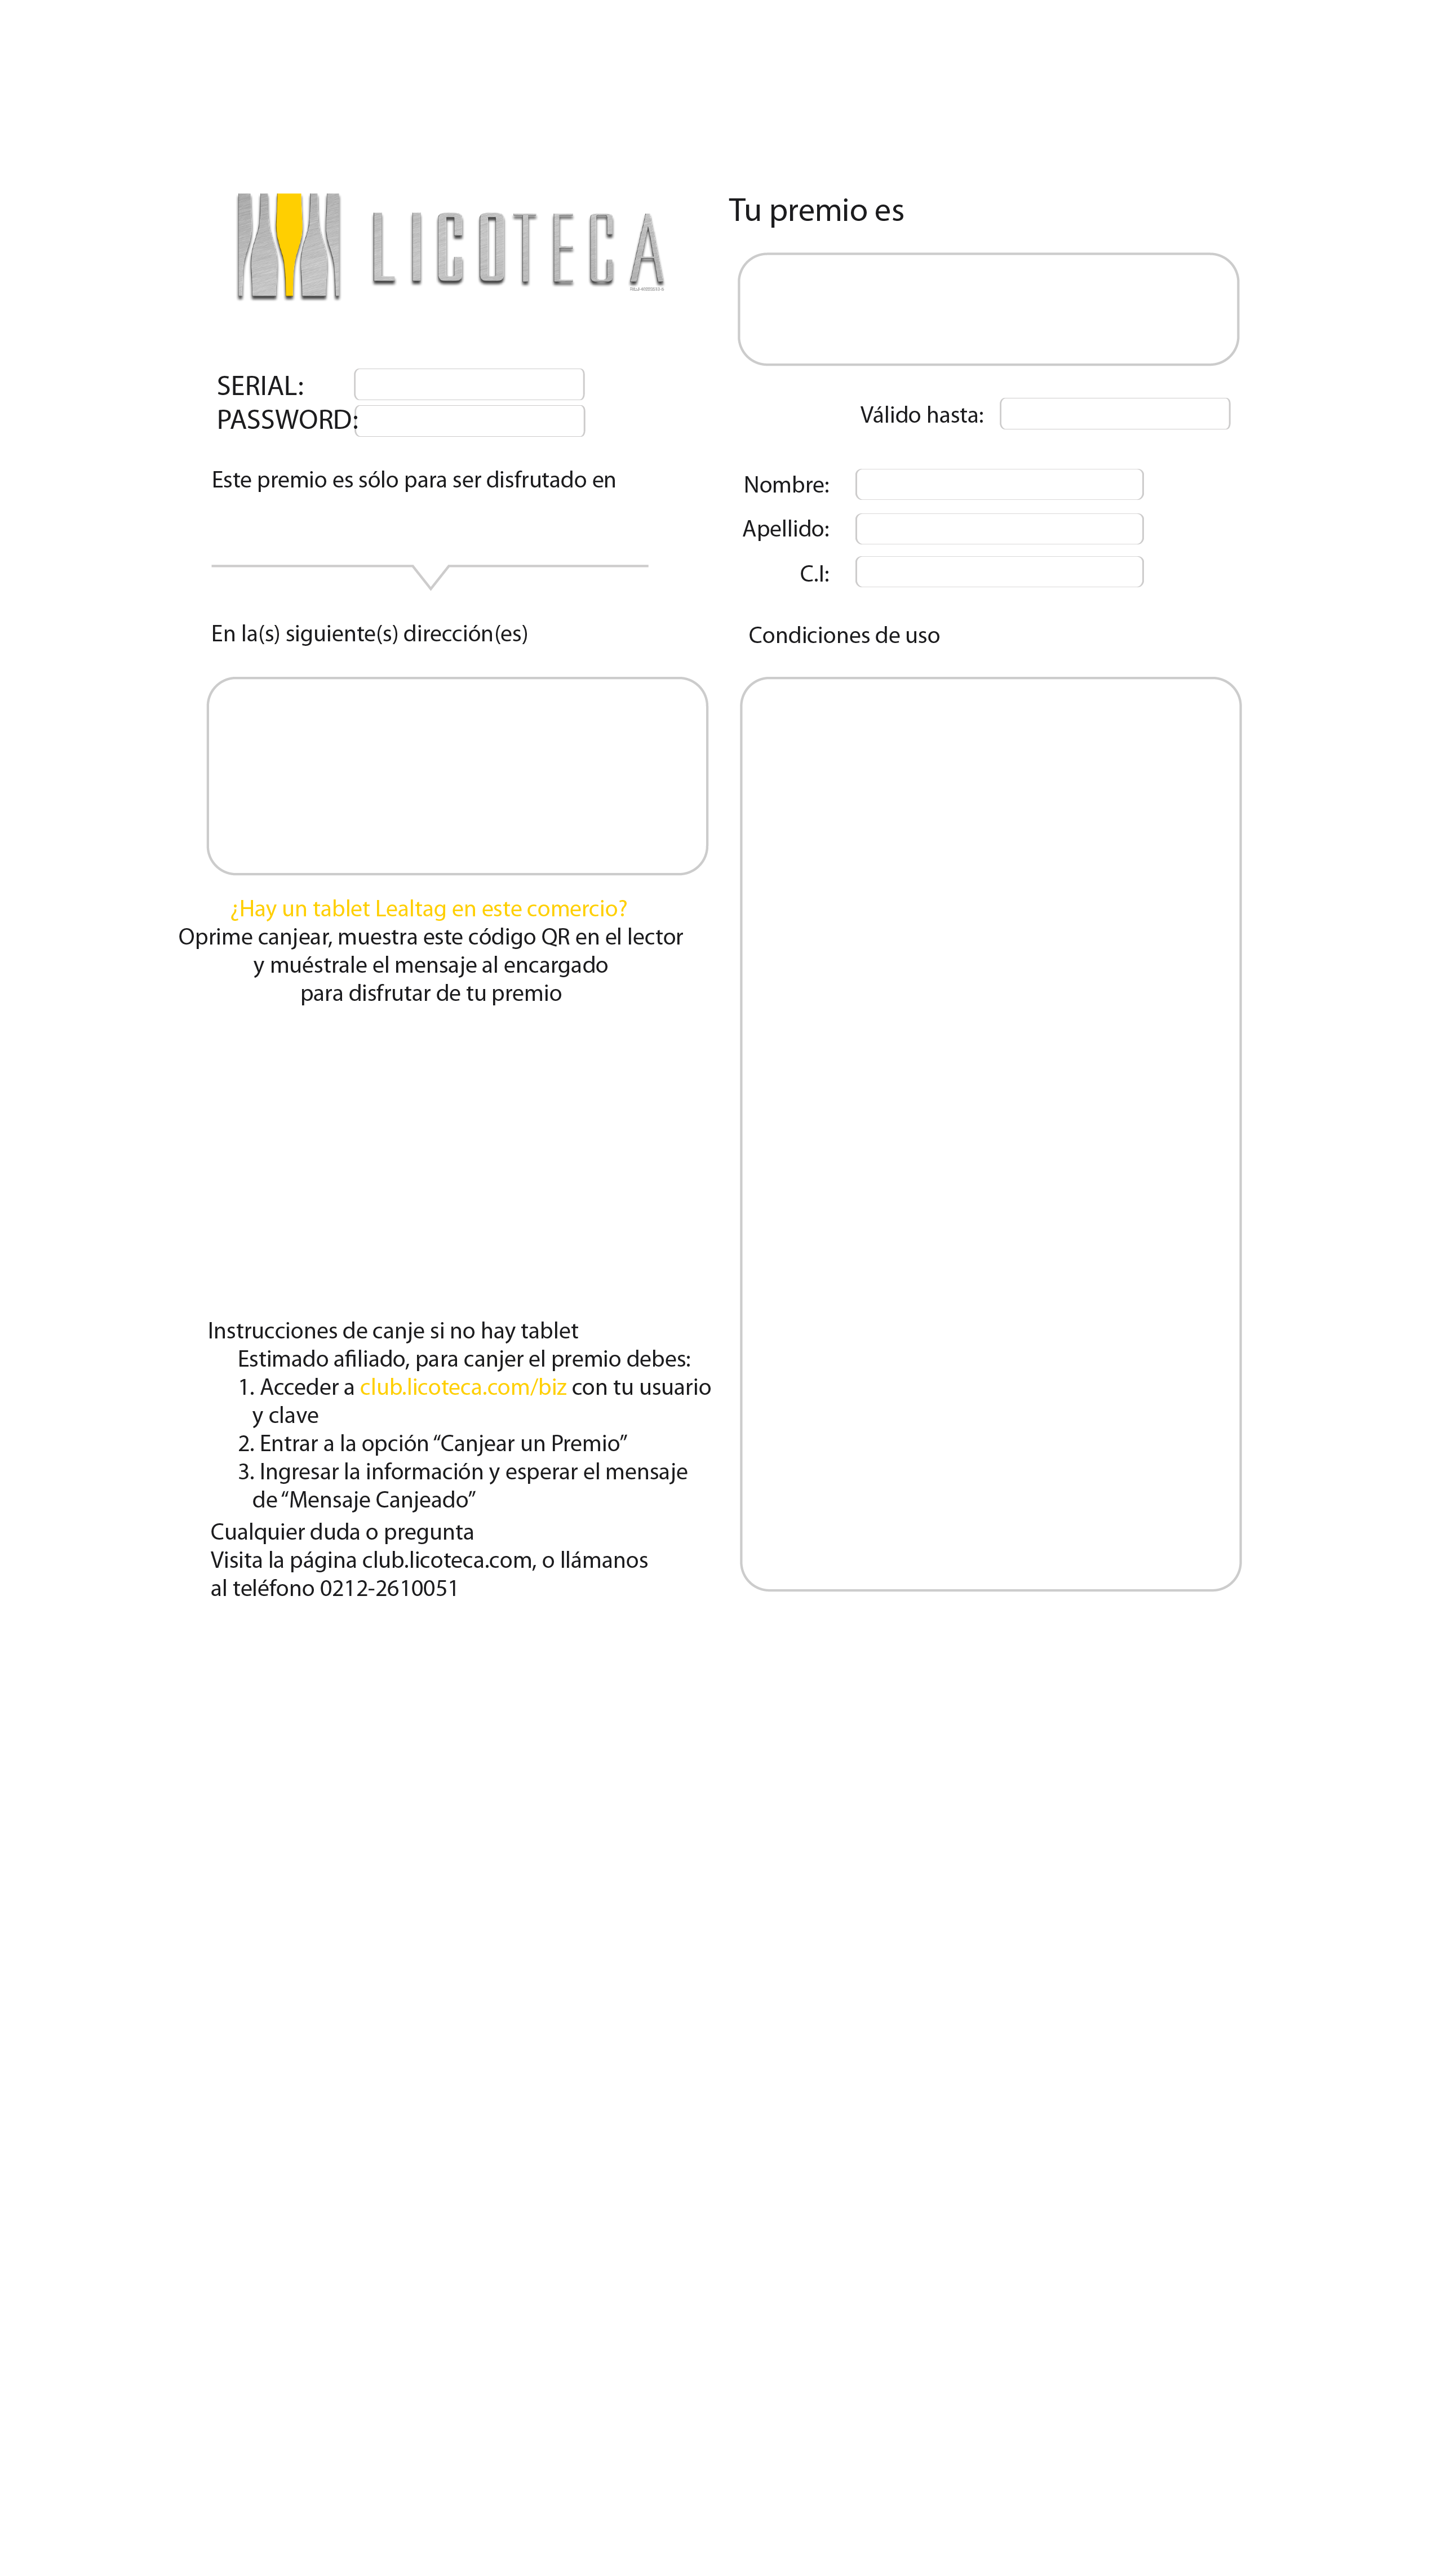 LICOTECA
SERIAL:
PASSWORD:
Este premio es sólo para ser disfrutado en
En la(s) siguiente(s) dirección(es)
¿Hay un tablet Lealtag en este comercio?
Oprime canjear, muestra este código QR en el lector
y muéstrale el mensaje al encargado
para disfrutar de tu premio
Instrucciones de canje si no hay tablet
Estimado afiliado, para canjer el premio debes:
1. Acceder a club.licoteca.com/biz con tu usuario
y clave
2. Entrar a la opción “Canjear un Premio”
3. Ingresar la información y esperar el mensaje
de “Mensaje Canjeado”
Cualquier duda o pregunta
Visita la página club.licoteca.com, o llámanos
al teléfono 0212-2610051
Tu premio es
Válido hasta:
Nombre:
Apellido:
C.I:
Condiciones de uso